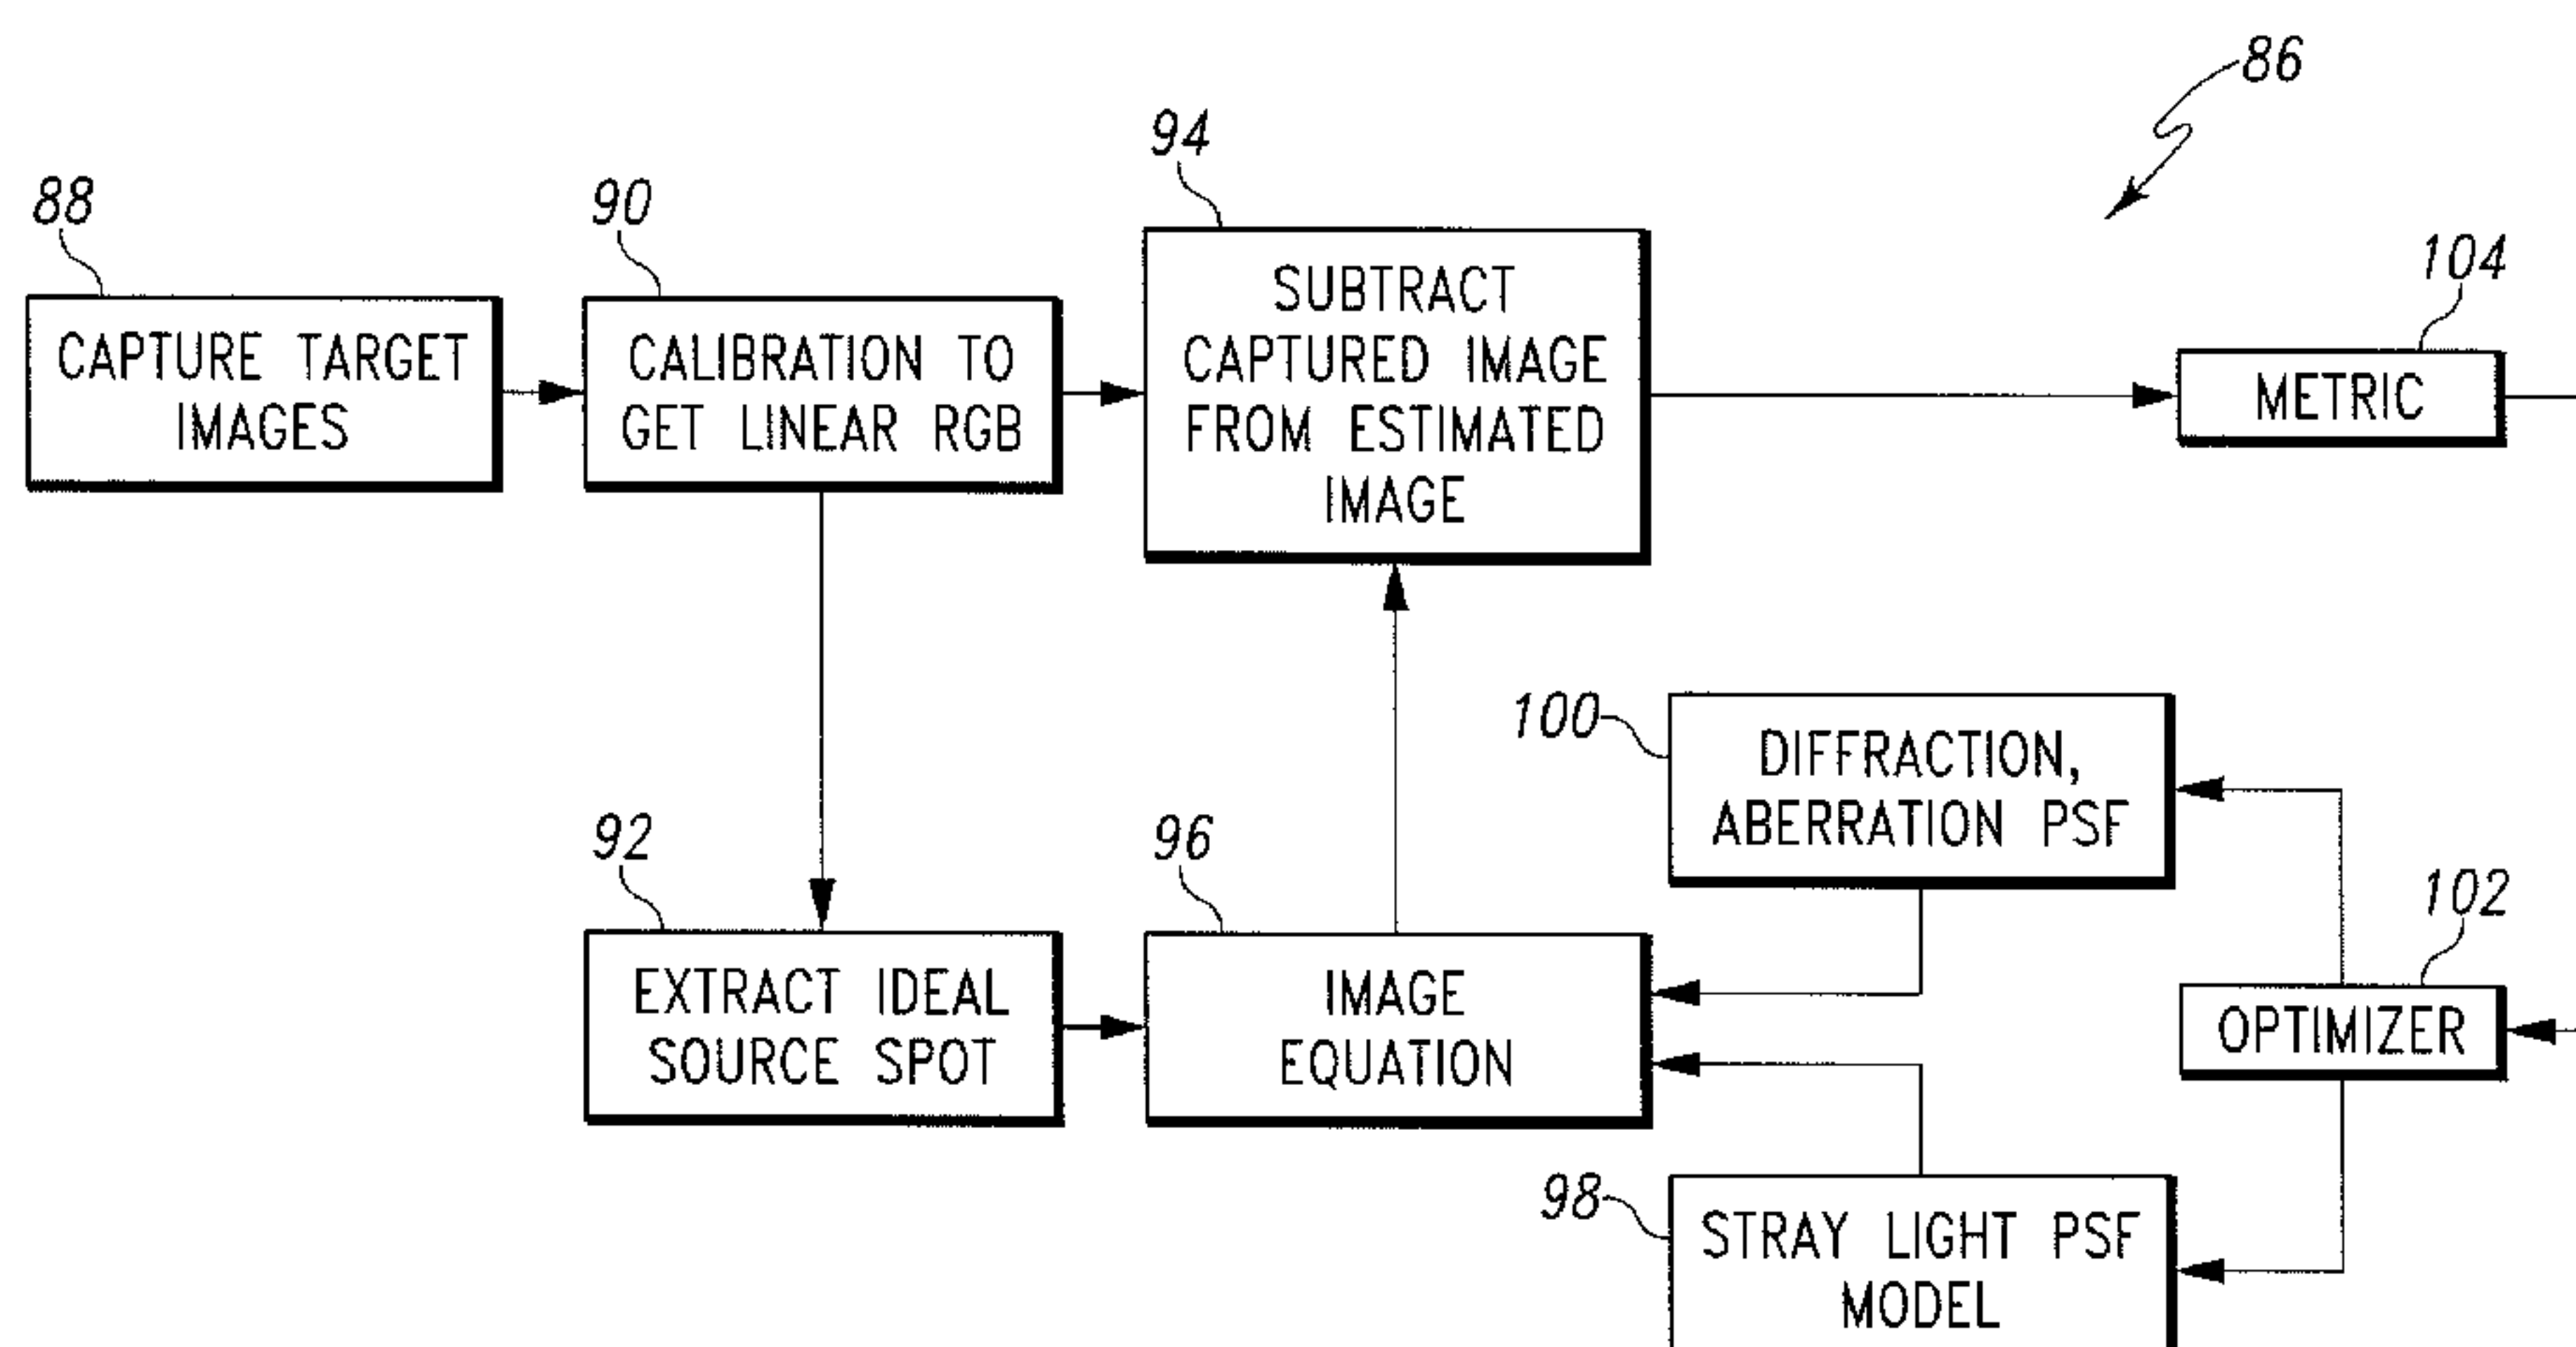 86
88
CAPTURE TARGET
IMAGES
90
CALIBRATION TO
GET LINEAR RGB
94
SUBTRACT
CAPTURED IMAGE
FROM ESTIMATED
IMAGE
104
METRIC
92
EXTRACT IDEAL
SOURCE SPOT
96
IMAGE
EQUATION
100
DIFFRACTION,
ABERRATION PSF
102
OPTIMIZER
98
STRAY LIGHT PSF
MODEL